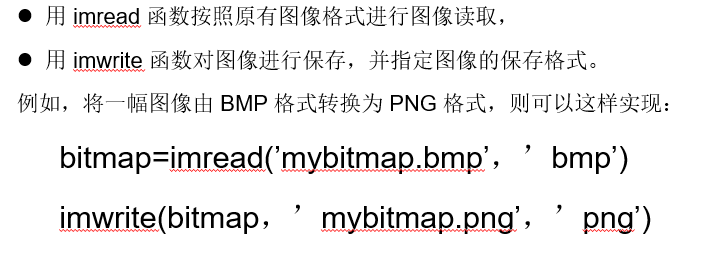 ● 用 imread 函数按照原有图像格式进行图像读取，
● 用 imwrite 函数对图像进行保存，并指定图像的保存格式。
例如，将一幅图像由 BMP 格式转换为 PNG 格式，则可以这样实现：
bitmap=imread(’mybitmap.bmp’，’bmp’)
imwrite(bitmap，’mybitmap.png’，’png’)